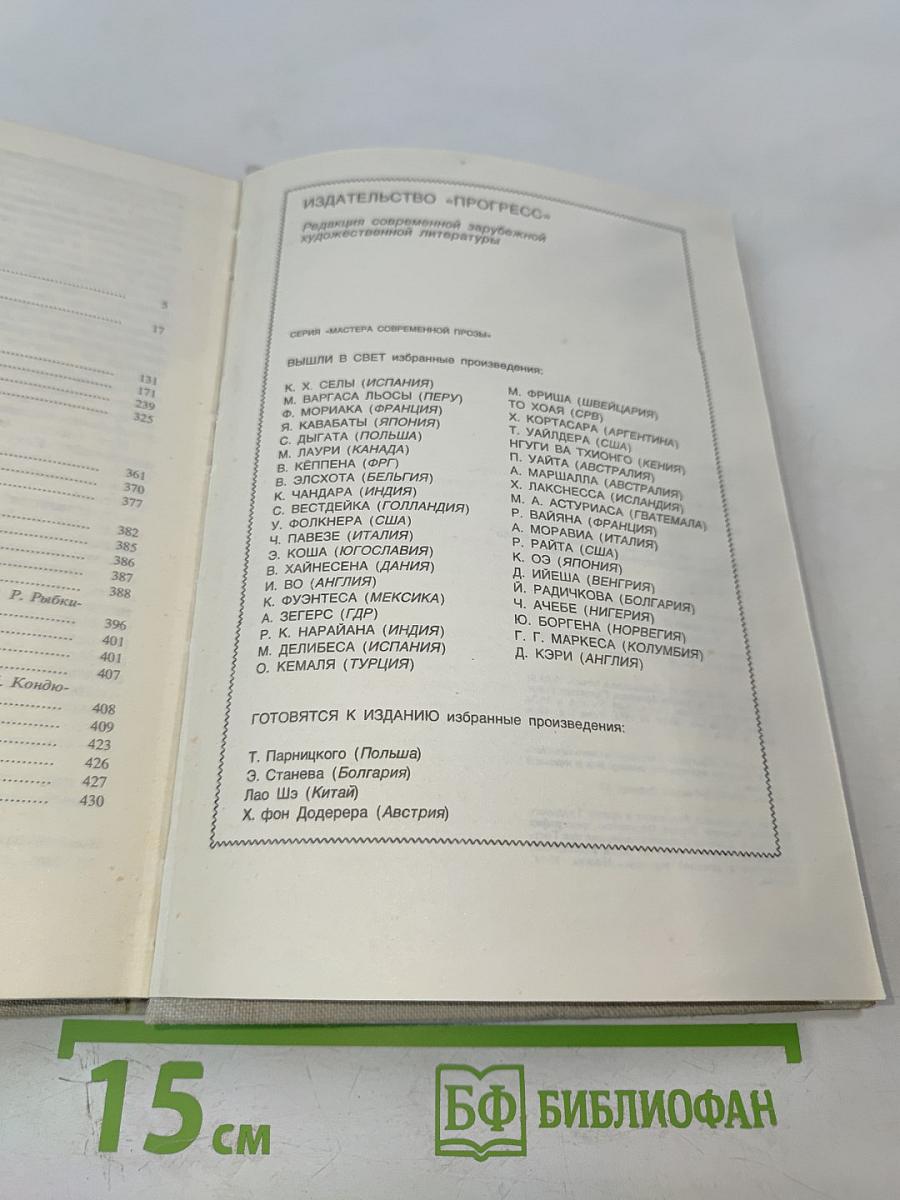 5
17
131
171
239
325
361
370
377
382
385
386
387
388
Р. Рыбки-
396
401
401
407
Кондю-
408
409
423
426
427
430
ИЗДАТЕЛЬСТВО «ПРОГРЕСС»
Редакция современной зарубежной
художественной литературы
СЕРИЯ «МАСТЕРА СОВРЕМЕННОЙ ПРОЗЫ»
ВЫШЛИ В СВЕТ избранные произведения:
К. Х. СЕЛЫ (ИСПАНИЯ)
М. ВАРГАСА ЛЬОСЫ (ПЕРУ)
Ф. МОРИАКА (ФРАНЦИЯ)
Я. КАВАБАТЫ (ЯПОНИЯ)
С. ДЫГАТА (ПОЛЬША)
М. ЛАУРИ (КАНАДА)
В. КЁППЕНА (ФРГ)
В. ЭЛСХОТА (БЕЛЬГИЯ)
К. ЧАНДАРА (ИНДИЯ)
С. ВЕСТДЕЙКА (ГОЛЛАНДИЯ)
У. ФОЛКНЕРА (США)
Ч. ПАВЕЗЕ (ИТАЛИЯ)
Э. КОША (ЮГОСЛАВИЯ)
В. ХАЙНЕСЕНА (ДАНИЯ)
И. ВО (АНГЛИЯ)
К. ФУЭНТЕСА (МЕКСИКА)
А. ЗЕГЕРС (ГДР)
Р. К. НАРАЙАНА (ИНДИЯ)
М. ДЕЛИБЕСА (ИСПАНИЯ)
О. КЕМАЛЯ (ТУРЦИЯ)
М. ФРИША (ШВЕЙЦАРИЯ)
ТО ХОАЯ (СРВ)
Х. КОРТАСАРА (АРГЕНТИНА)
Т. УАЙЛДЕРА (США)
НГУГИ ВА ТХИОНГО (КЕНИЯ)
П. УАЙТА (АВСТРАЛИЯ)
А. МАРШАЛЛА (АВСТРАЛИЯ)
Х. ЛАКСНЕССА (ИСЛАНДИЯ)
М. А. АСТУРИАСА (ГВАТЕМАЛА)
Р. ВАЙЯНА (ФРАНЦИЯ)
А. МОРАВИА (ИТАЛИЯ)
Р. РАЙТА (США)
К. ОЭ (ЯПОНИЯ)
Д. ИЙЕША (ВЕНГРИЯ)
Й. РАДИЧКОВА (БОЛГАРИЯ)
Ч. АЧЕБЕ (НИГЕРИЯ)
Ю. БОРГЕНА (НОРВЕГИЯ)
Г. Г. МАРКЕСА (КОЛУМБИЯ)
Д. КЭРИ (АНГЛИЯ)
ГОТОВЯТСЯ К ИЗДАНИЮ избранные произведения:
Т. Парницкого (Польша)
Э. Станева (Болгария)
Лао Шэ (Китай)
Х. фон Додерера (Австрия)
15 см
БФ БИБЛИОФАН